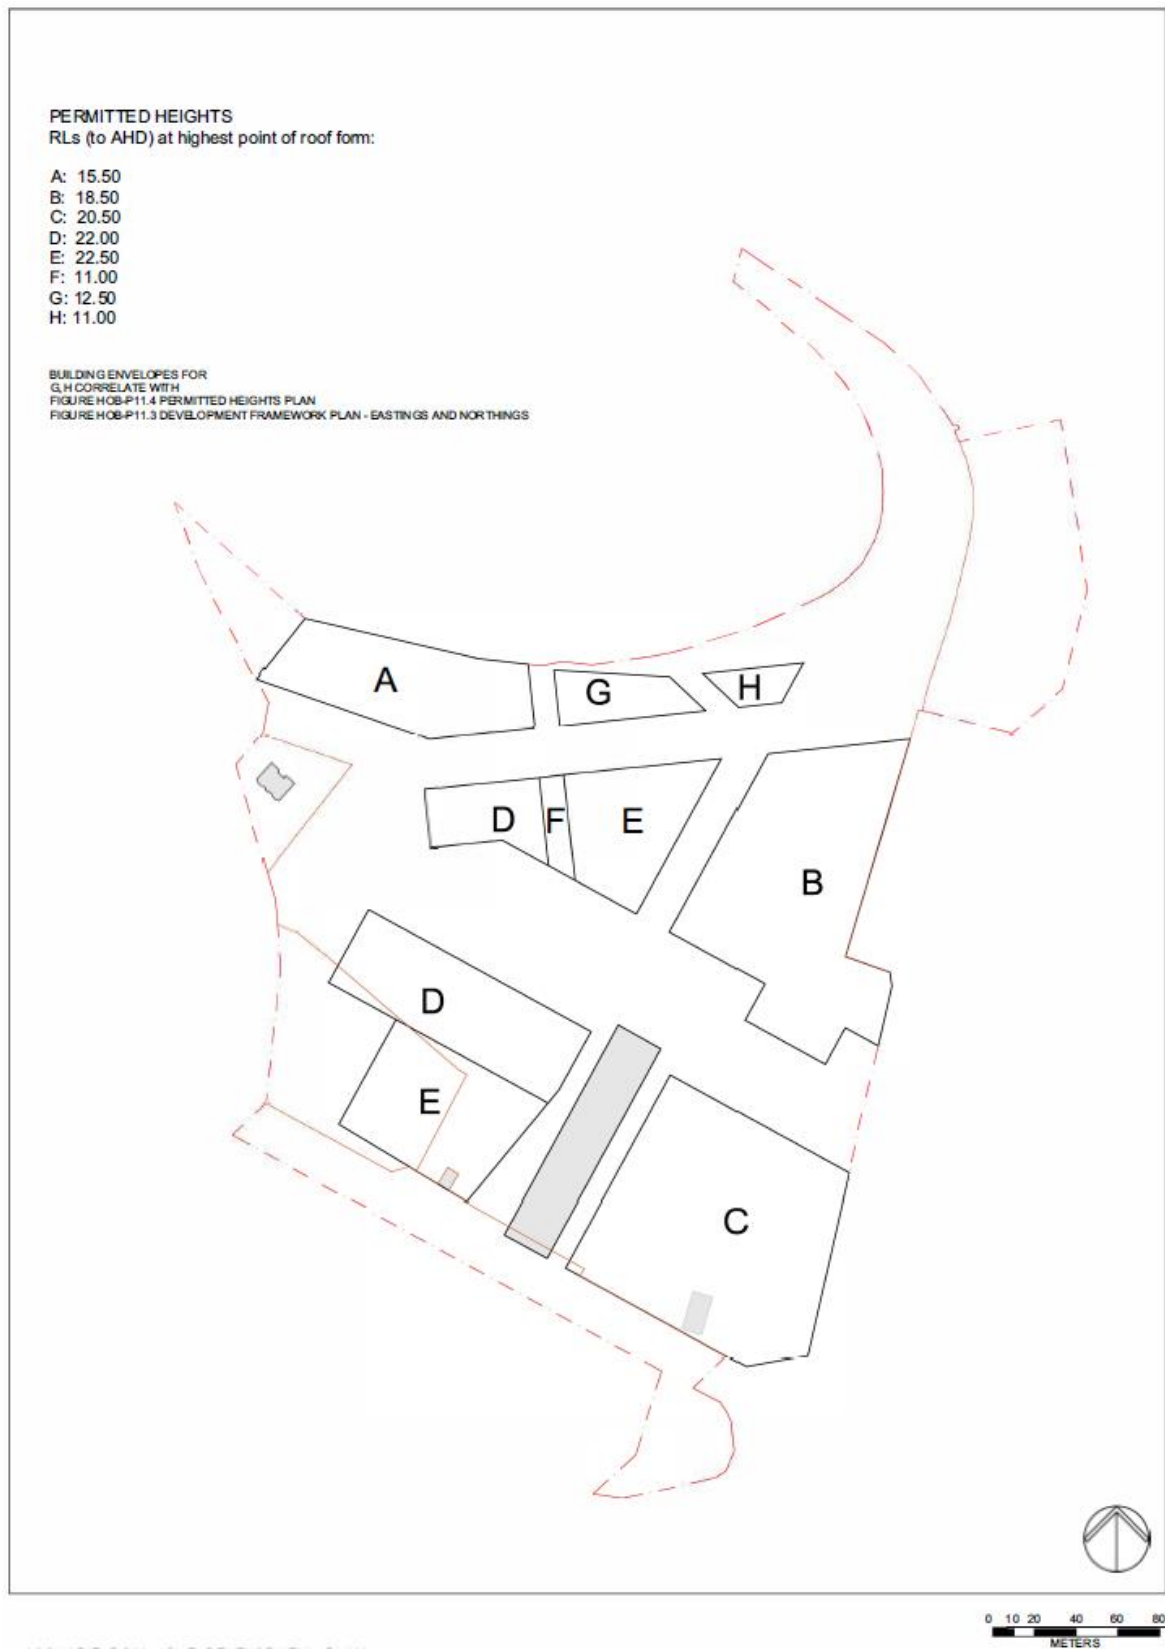 PERMITTED HEIGHTS
RLs (to AHD) at highest point of roof form:
A: 15.50
B: 18.50
C: 20.50
D: 22.00
E: 22.50
F: 11.00
G: 12.50
H: 11.00
BUILDING ENVELOPES FOR
G,H CORRELATE WITH
FIGURE HOB-P11.4 PERMITTED HEIGHTS PLAN
FIGURE HOB-P11.3 DEVELOPMENT FRAMEWORK PLAN - EASTINGS AND NORTHINGS
A
G
H
D
F
E
B
D
E
C
0 10 20 40 60 80
METERS